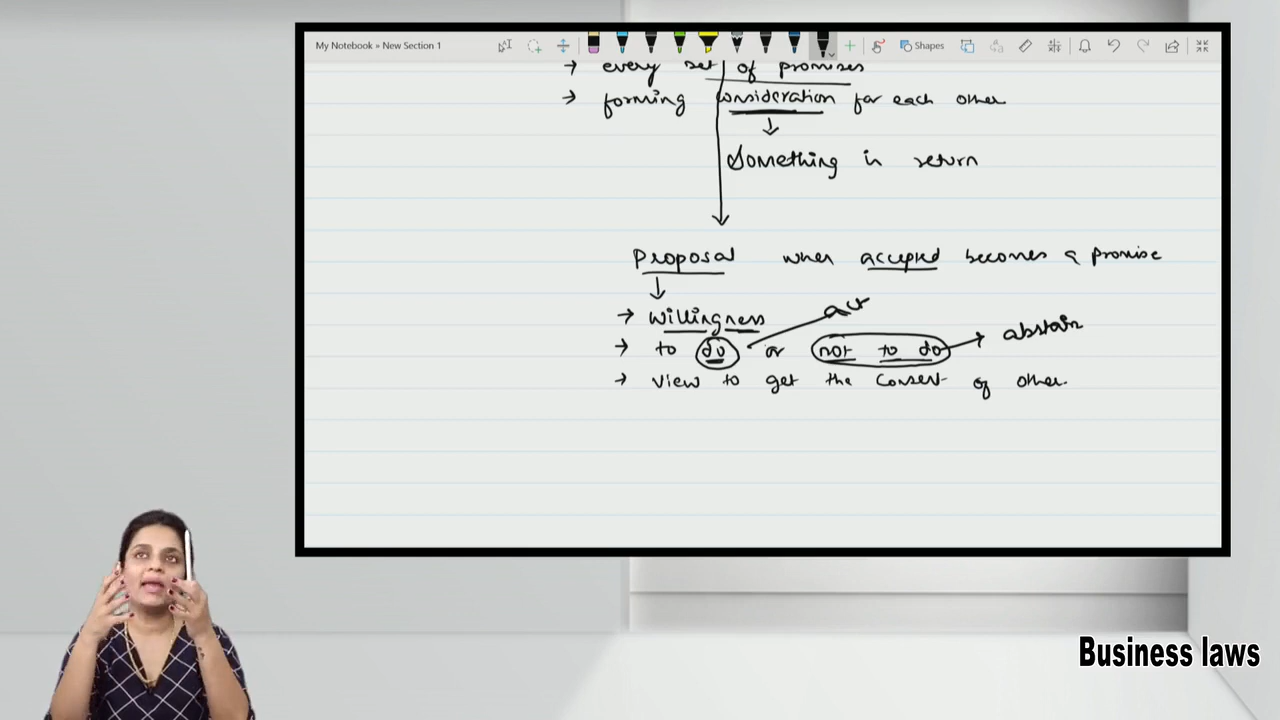 My Notebook » New Section 1
Shapes
→ every set of promises
→ forming consideration for each other
↓
Something in return
Proposal when accepted becomes a promise
↓
→ Willingness
act
→ to do or not to do → abstain
→ View to get the consent of other
Business laws